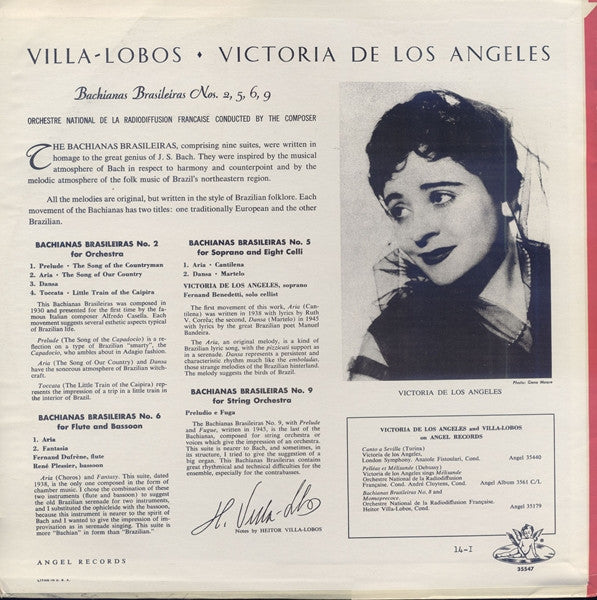 VILLA-LOBOS • VICTORIA DE LOS ANGELES
Bachianas Brasileiras Nos. 2, 5, 6, 9
ORCHESTRE NATIONAL DE LA RADIODIFFUSION FRANCAISE CONDUCTED BY THE COMPOSER
THE BACHIANAS BRASILEIRAS, comprising nine suites, were written in
homage to the great genius of J. S. Bach. They were inspired by the musical
atmosphere of Bach in respect to harmony and counterpoint and by the
melodic atmosphere of the folk music of Brazil's northeastern region.
All the melodies are original, but written in the style of Brazilian folklore. Each
movement of the Bachianas has two titles: one traditionally European and the other
Brazilian.
BACHIANAS BRASILEIRAS No. 2
for Orchestra
1. Prelude • The Song of the Countryman
2. Aria • The Song of Our Country
3. Dansa
4. Toccata • Little Train of the Caipira
This Bachianas Brasileiras was composed in
1930 and presented for the first time by the fa-
mous Italian composer Alfredo Casella. Each
movement suggests several esthetic aspects typical
of Brazilian life.
Prelude (The Song of the Capadocio) is a re-
flection on a type of Brazilian "smarty", the
Capadocio, who ambles about in Adagio fashion.
Aria (The Song of Our Country) and Dansa
have the sonorous atmosphere of Brazilian witch-
craft.
Toccata (The Little Train of the Caipira) rep-
resents the impression of a trip in a little train
in the interior of Brazil.
BACHIANAS BRASILEIRAS No. 6
for Flute and Bassoon
1. Aria
2. Fantasia
Fernand Dufrêne, flute
René Plessier, bassoon
Aria (Choros) and Fantasy. This suite, dated
1938, is the only one composed in the form of
chamber music. I chose the combination of these
two instruments (flute and bassoon) to suggest
the old Brazilian serenade for two instruments,
and I substituted the ophicleide with the bassoon,
because this instrument is nearer to the spirit of
Bach and I wanted to give the impression of im-
provisation as in serenade singing. This suite is
more "Bachian" in form than "Brazilian."
ANGEL RECORDS
LITHO IN U. S. A.
BACHIANAS BRASILEIRAS No. 5
for Soprano and Eight Celli
1. Aria • Cantilena
2. Dansa • Martelo
VICTORIA DE LOS ANGELES, soprano
Fernand Benedetti, solo cellist
The first movement of this work, Aria (Can-
tilena) was written in 1938 with lyrics by Ruth
V. Corrêa; the second, Dansa (Martelo) in 1945
with lyrics by the great Brazilian poet Manuel
Bandeira.
The Aria, an original melody, is a kind of
Brazilian lyric song, with the pizzicati support as
in a serenade. Dansa represents a persistent and
characteristic rhythm much like the emboladas,
those strange melodies of the Brazilian hinterland.
The melody suggests the birds of Brazil.
BACHIANAS BRASILEIRAS No. 9
for String Orchestra
Preludio e Fuga
The Bachianas Brasileiras No. 9, with Prelude
and Fugue, written in 1945, is the last of the
Bachianas, composed for string orchestra or
voices which give the impression of an orchestra.
This suite is nearer to Bach, and sometimes, in
its structure, I tried to give the suggestion of a
big organ. This Bachianas Brasileiras contains
great rhythmical and technical difficulties for the
ensemble, especially for the contrabasses.
H. Villa-Lobos
Notes by HEITOR VILLA-LOBOS
Photo: Gene Moore
VICTORIA DE LOS ANGELES
VICTORIA DE LOS ANGELES and VILLA-LOBOS
on ANGEL RECORDS
Canto a Seville (Turina)
Victoria de los Angeles,
London Symphony. Anatole Fistoulari, Cond. Angel 35440
Pelléas et Mélisande (Debussy)
Victoria de los Angeles sings Mélisande
Orchestre National de la Radiodiffusion
Française, Cond. André Cluytens, Cond. Angel Album 3561 C/L
Bachianas Brasileiras No. 8 and
Momoprecoce.
Orchestre National de la Radiodiffusion Française.
Heitor Villa-Lobos, Cond. Angel 35179
14-I
35547